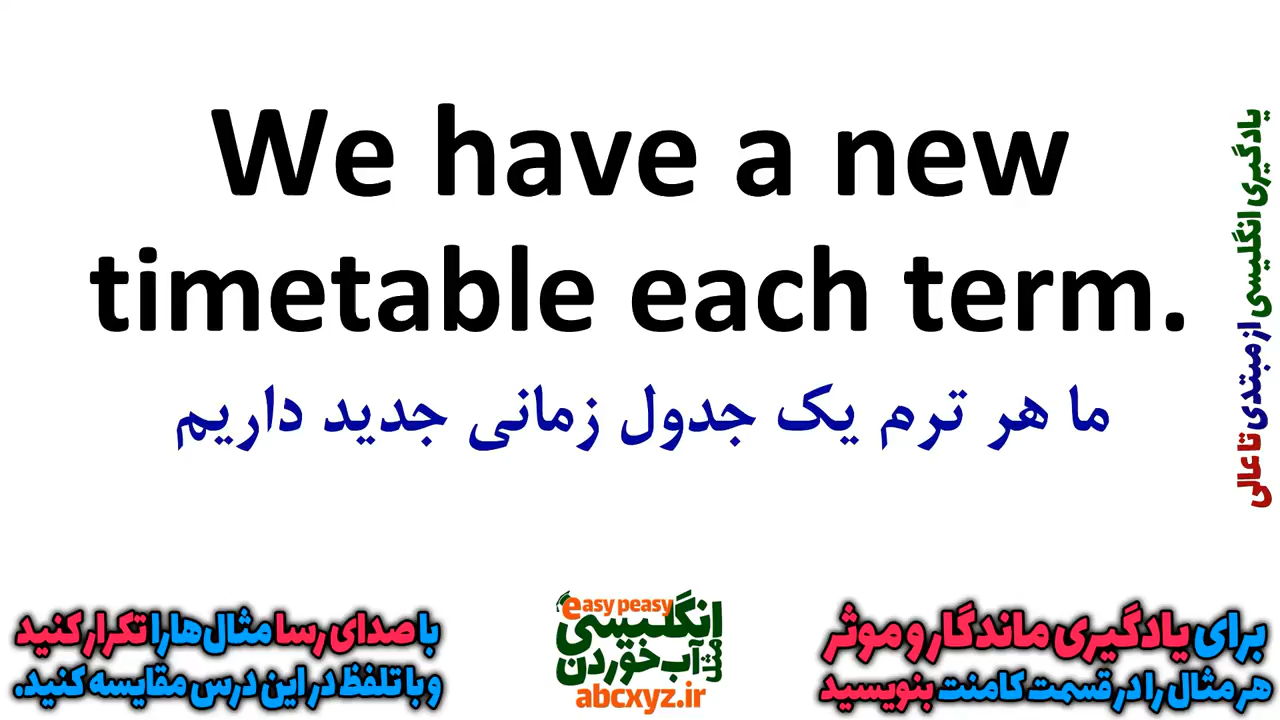 We have a new
timetable each term.
ما هر ترم یک جدول زمانی جدید داریم
یادگیری انگلیسی از مبتدی تا عالی
برای یادگیری ماندگار و موثر
هر مثال را در قسمت کامنت بنویسید
easy peasy
انگلیسی
مثل آب خوردن
abcxyz.ir
با صدای رسا مثال‌ها را تکرار کنید
و با تلفظ در این درس مقایسه کنید.